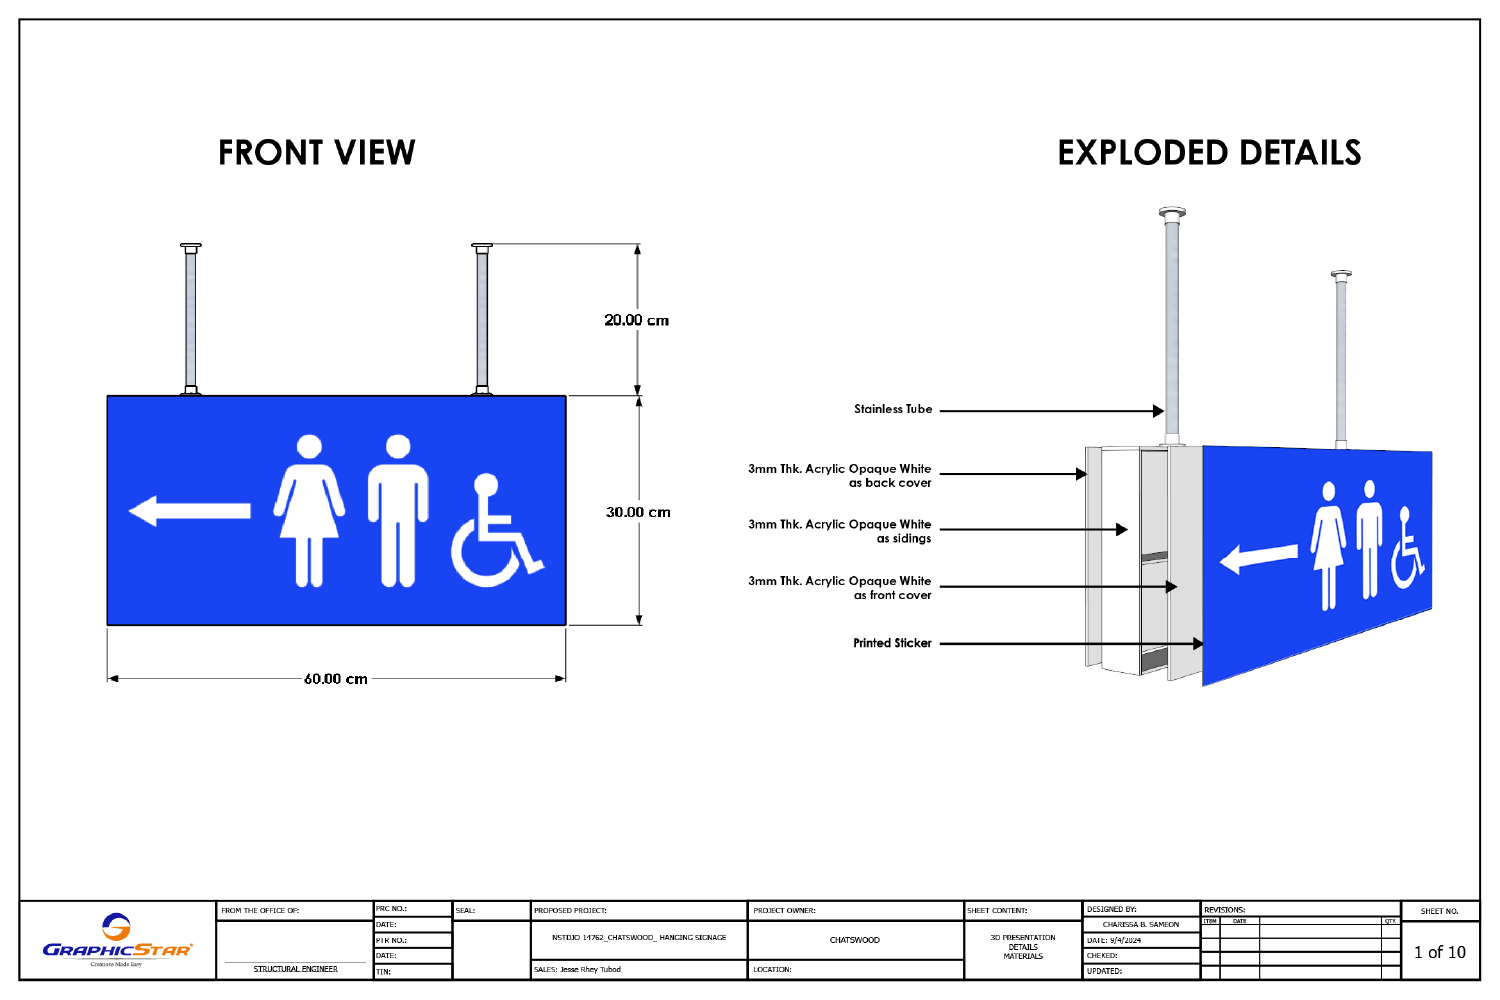 FRONT VIEW
EXPLODED DETAILS
20.00 cm
30.00 cm
60.00 cm
Stainless Tube
3mm Thk. Acrylic Opaque White
as back cover
3mm Thk. Acrylic Opaque White
as sidings
3mm Thk. Acrylic Opaque White
as front cover
Printed Sticker
GRAPHICSTAR
Creations Made Easy
FROM THE OFFICE OF:
STRUCTURAL ENGINEER
PRC NO.:
DATE:
PTR NO.:
DATE:
TIN:
SEAL:
PROPOSED PROJECT:
NSTDJO 14762_CHATSWOOD_ HANGING SIGNAGE
SALES: Jesse Rhey Tubod
PROJECT OWNER:
CHATSWOOD
LOCATION:
SHEET CONTENT:
3D PRESENTATION
DETAILS
MATERIALS
DESIGNED BY:
CHARISSA B. SAMEON
DATE: 9/4/2024
CHEKED:
UPDATED:
REVISIONS:
ITEM DATE QTY.
SHEET NO.
1 of 10